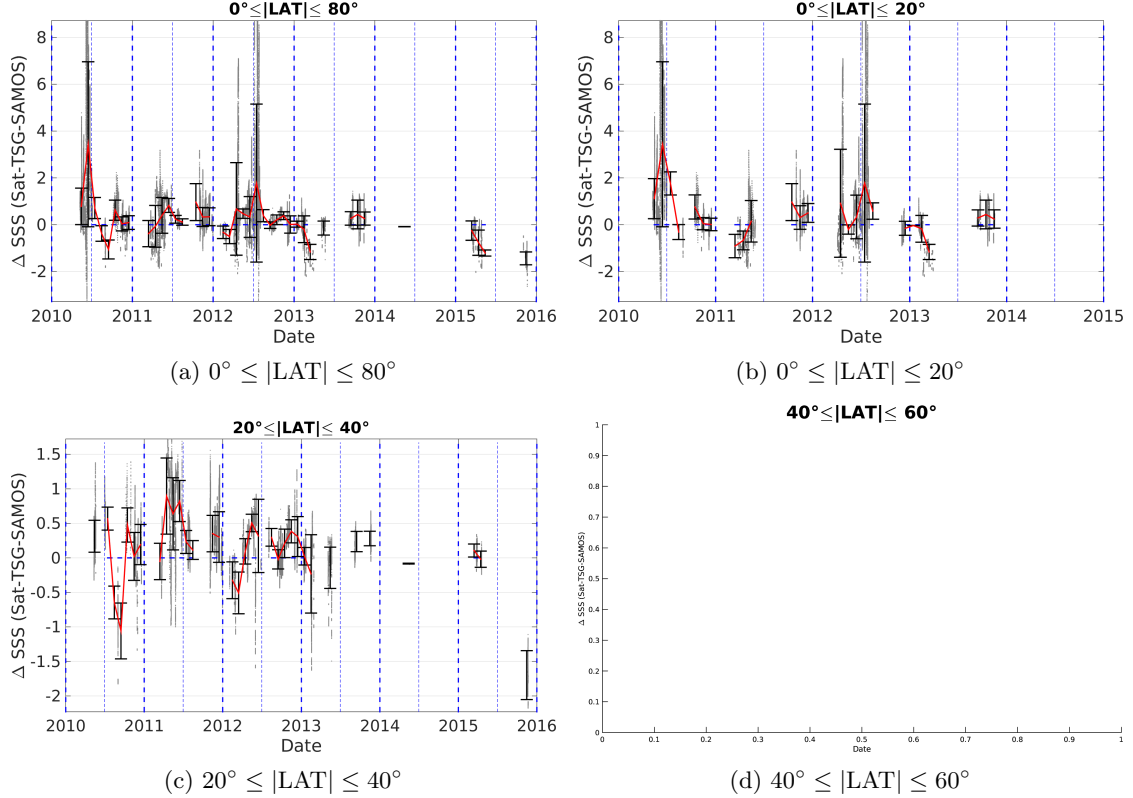 0°≤|LAT|≤ 80°
Δ SSS (Sat-TSG-SAMOS)
8
6
4
2
0
-2
2010 2011 2012 2013 2014 2015 2016
Date
(a) 0° ≤ |LAT| ≤ 80°
0°≤|LAT|≤ 20°
Δ SSS (Sat-TSG-SAMOS)
8
6
4
2
0
-2
2010 2011 2012 2013 2014 2015
Date
(b) 0° ≤ |LAT| ≤ 20°
20°≤|LAT|≤ 40°
Δ SSS (Sat-TSG-SAMOS)
1.5
1
0.5
0
-0.5
-1
-1.5
-2
2010 2011 2012 2013 2014 2015 2016
Date
(c) 20° ≤ |LAT| ≤ 40°
40°≤|LAT|≤ 60°
Δ SSS (Sat-TSG-SAMOS)
1
0.9
0.8
0.7
0.6
0.5
0.4
0.3
0.2
0.1
0
0 0.1 0.2 0.3 0.4 0.5 0.6 0.7 0.8 0.9 1
Date
(d) 40° ≤ |LAT| ≤ 60°